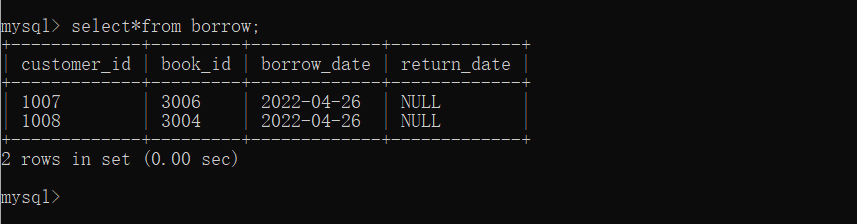 mysql> select*from borrow;
+-------------+---------+-------------+-------------+
| customer_id | book_id | borrow_date | return_date |
+-------------+---------+-------------+-------------+
| 1007        | 3006    | 2022-04-26  | NULL        |
| 1008        | 3004    | 2022-04-26  | NULL        |
+-------------+---------+-------------+-------------+
2 rows in set (0.00 sec)
mysql>